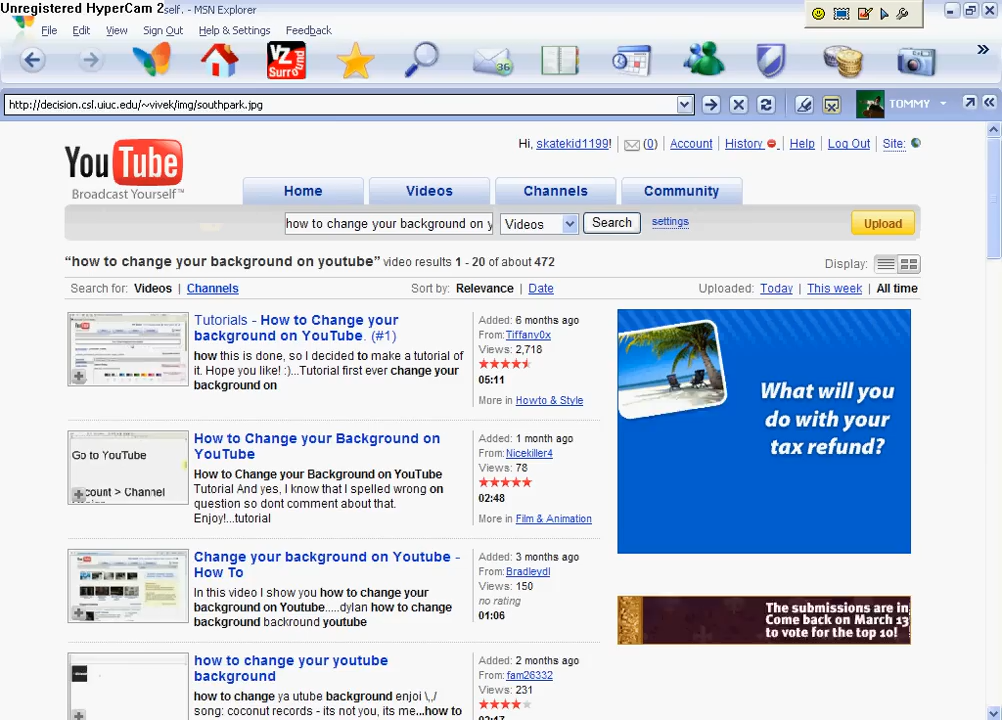 Unregistered HyperCam 2self. - MSN Explorer
File Edit View Sign Out Help & Settings Feedback
VZ
Surround
36
»
http://decision.csl.uiuc.edu/~vivek/img/southpark.jpg
TOMMY
YouTube
Broadcast Yourself™
Hi, skatekid1199! (0) Account History Help Log Out Site:
Home Videos Channels Community
how to change your background on y Videos Search settings Upload
“how to change your background on youtube” video results 1 - 20 of about 472
Display:
Search for: Videos | Channels Sort by: Relevance | Date Uploaded: Today | This week | All time
Tutorials - How to Change your
background on YouTube. (#1)
how this is done, so I decided to make a tutorial of
it. Hope you like! :)...Tutorial first ever change your
background on
Added: 6 months ago
From: Tiffany0x
Views: 2,718
05:11
More in Howto & Style
Go to YouTube
count > Channel
How to Change your Background on
YouTube
How to Change your Background on YouTube
Tutorial And yes, I know that I spelled wrong on
question so dont comment about that.
Enjoy!...tutorial
Added: 1 month ago
From: Nicekiller4
Views: 78
02:48
More in Film & Animation
Change your background on Youtube -
How To
In this video I show you how to change your
background on Youtube.....dylan how to change
background backround youtube
Added: 3 months ago
From: Bradleydl
Views: 150
no rating
01:06
how to change your youtube
background
how to change ya utube background enjoi \,,/
song: coconut records - its not you, its me...how to
Added: 2 months ago
From: fam26332
Views: 231
What will you
do with your
tax refund?
The submissions are in
Come back on March 13
to vote for the top 10!